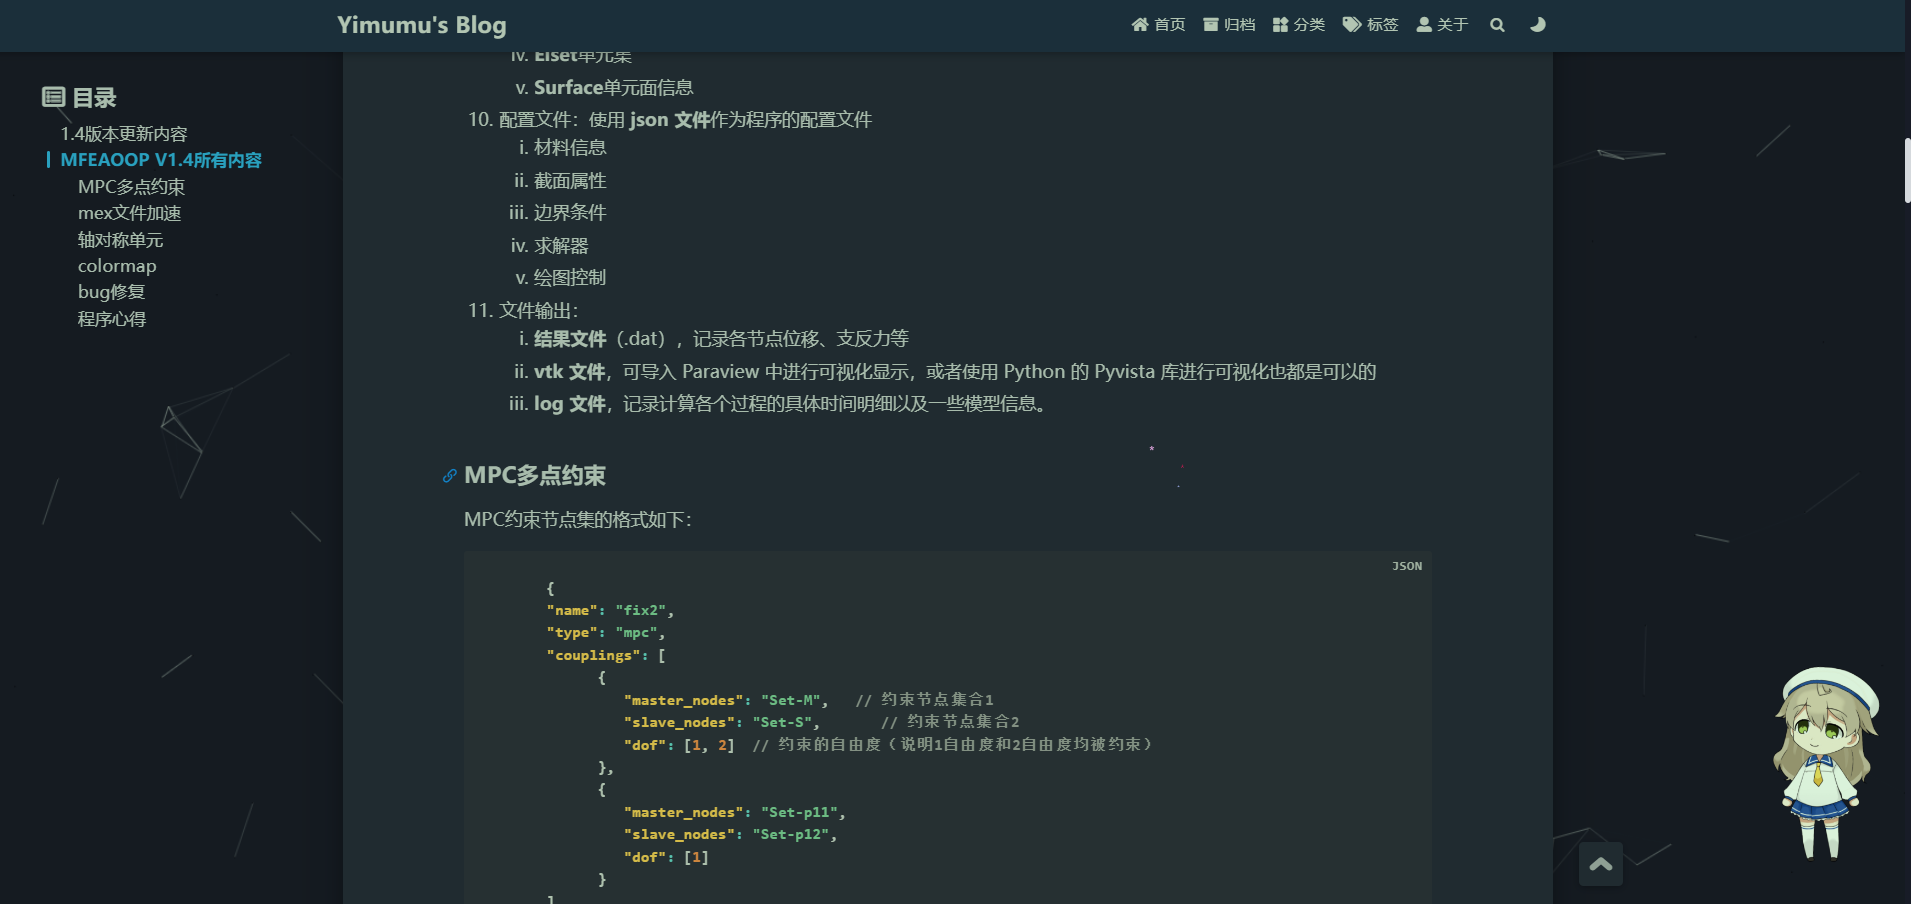 Yimumu's Blog
首页 归档 分类 标签 关于
目录
1.4版本更新内容
MFEAOOP V1.4所有内容
MPC多点约束
mex文件加速
轴对称单元
colormap
bug修复
程序心得
iv. Elset单元集
v. Surface单元面信息
10. 配置文件：使用 json 文件作为程序的配置文件
i. 材料信息
ii. 截面属性
iii. 边界条件
iv. 求解器
v. 绘图控制
11. 文件输出：
i. 结果文件（.dat），记录各节点位移、支反力等
ii. vtk 文件，可导入 Paraview 中进行可视化显示，或者使用 Python 的 Pyvista 库进行可视化也都是可以的
iii. log 文件，记录计算各个过程的具体时间明细以及一些模型信息。
MPC多点约束
MPC约束节点集的格式如下：
JSON
{
"name": "fix2",
"type": "mpc",
"couplings": [
{
"master_nodes": "Set-M", // 约束节点集合1
"slave_nodes": "Set-S", // 约束节点集合2
"dof": [1, 2] // 约束的自由度（说明1自由度和2自由度均被约束）
},
{
"master_nodes": "Set-p11",
"slave_nodes": "Set-p12",
"dof": [1]
}
]